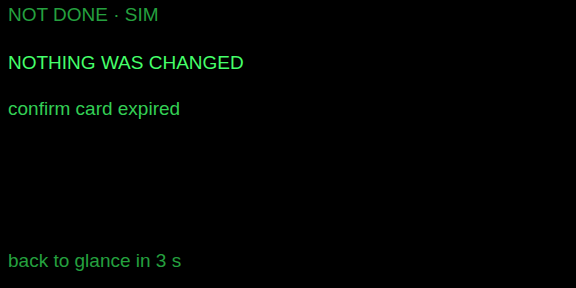 NOT DONE · SIM
NOTHING WAS CHANGED
confirm card expired
back to glance in 3 s